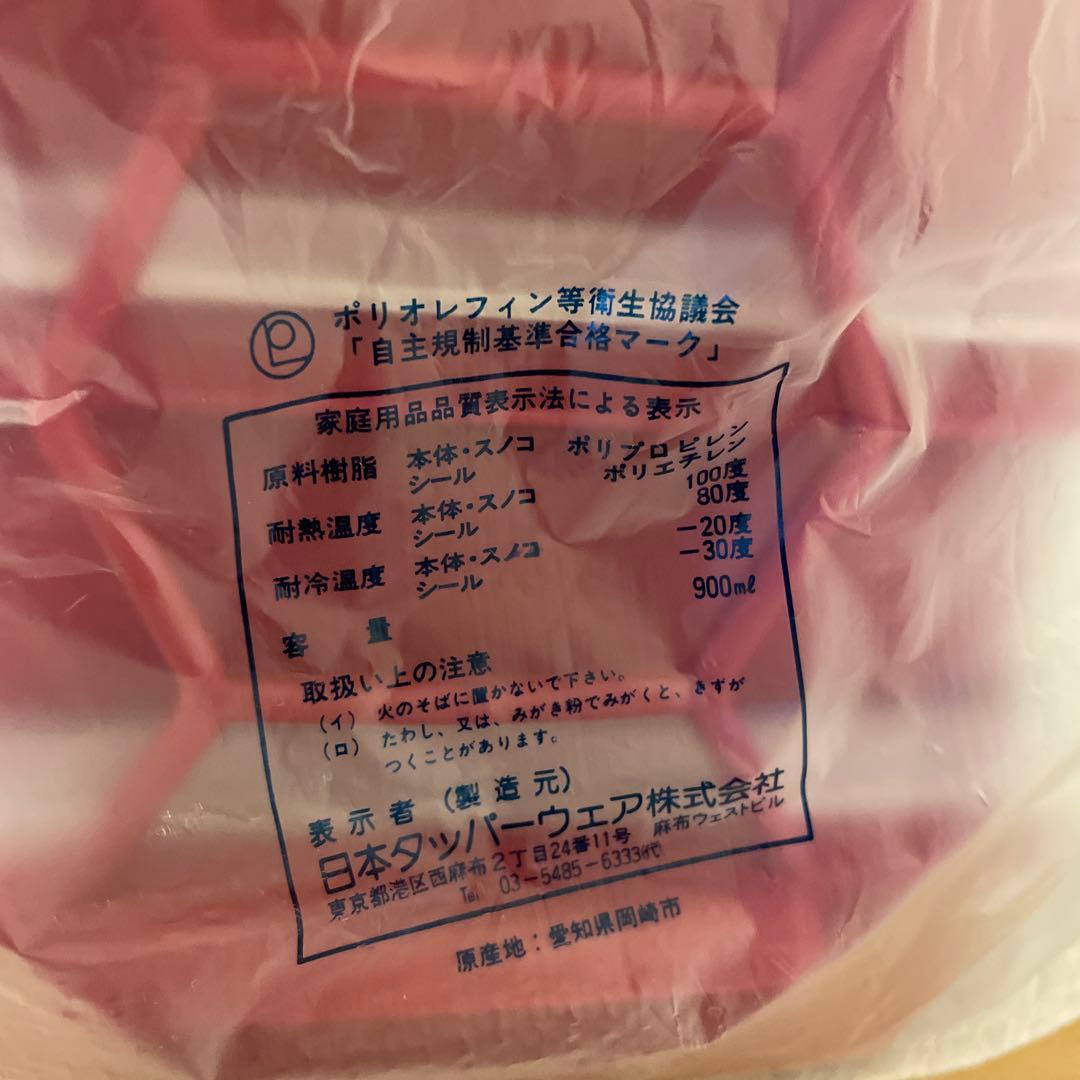 PL ポリオレフィン等衛生協議会
「自主規制基準合格マーク」
家庭用品品質表示法による表示
原料樹脂 本体・スノコ ポリプロピレン
シール ポリエチレン
耐熱温度 本体・スノコ 100度
シール 80度
耐冷温度 本体・スノコ −20度
シール −30度
容量 900ml
取扱い上の注意
(イ) 火のそばに置かないで下さい。
(ロ) たわし、又は、みがき粉でみがくと、きずが
つくことがあります。
表示者 (製造元)
日本タッパーウェア株式会社
東京都港区西麻布2丁目24番11号 麻布ウェストビル
Tel 03-5485-6333(代)
原産地：愛知県岡崎市